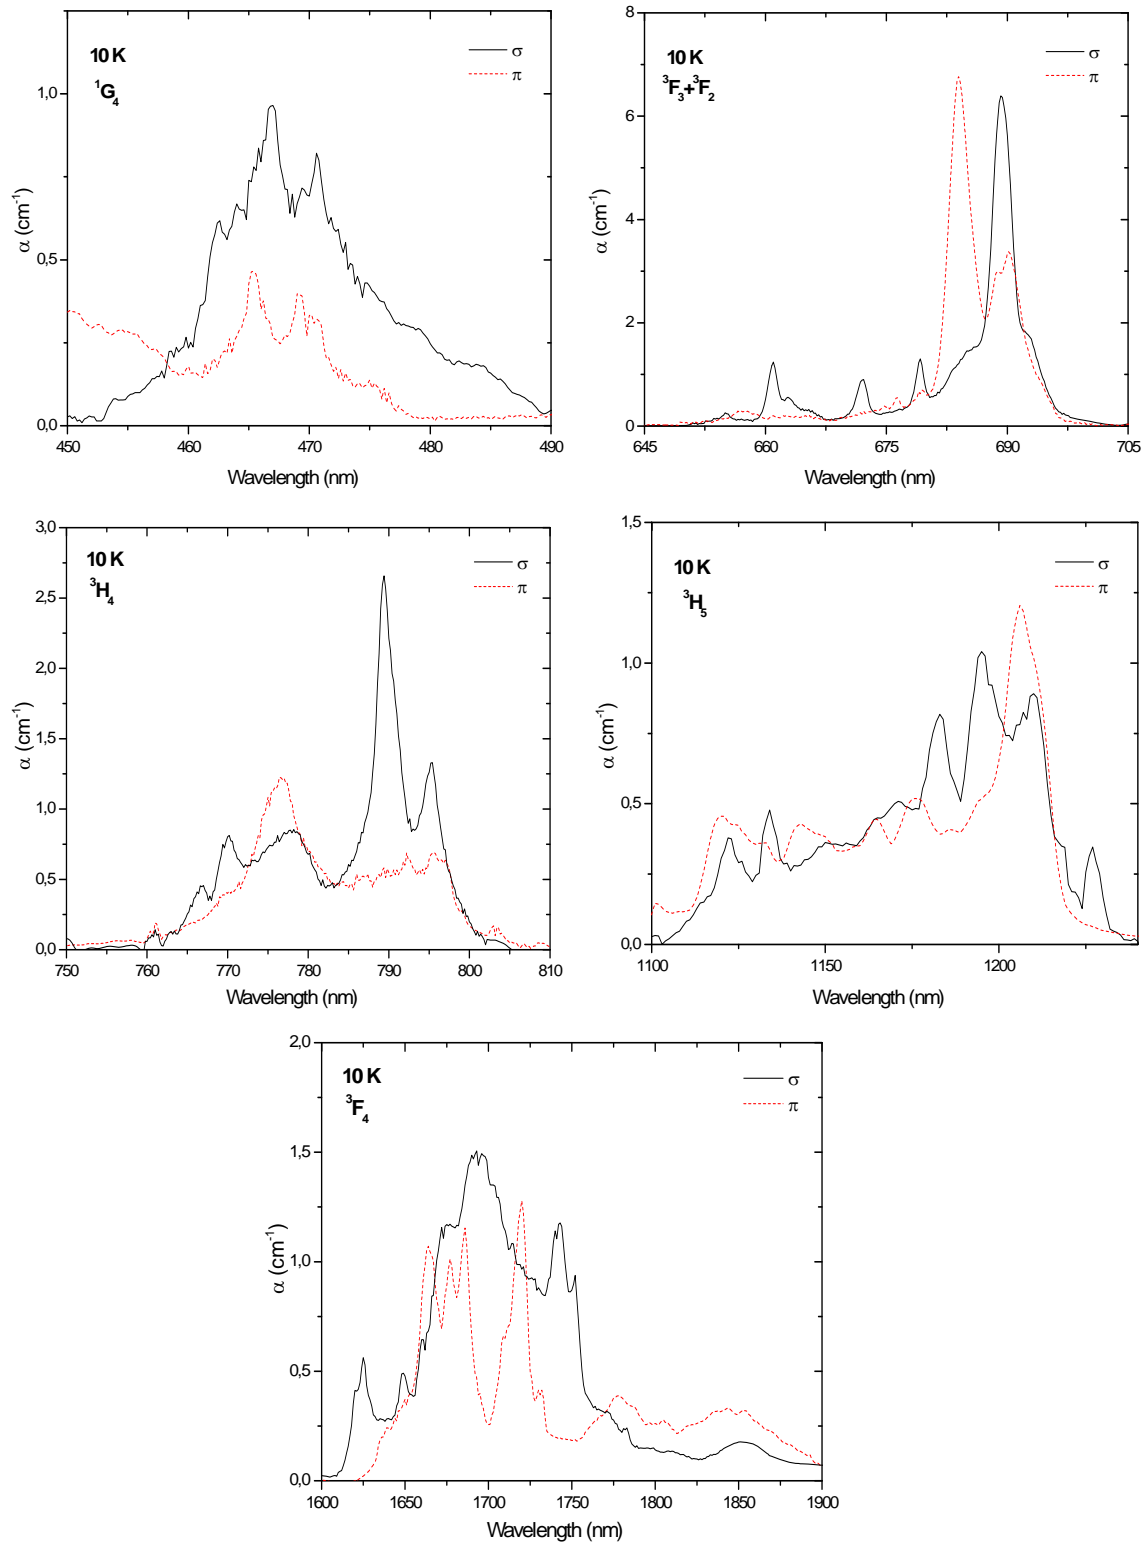 10 K
¹G₄
σ
π
1,0
0,5
0,0
α (cm⁻¹)
450 460 470 480 490
Wavelength (nm)
10 K
³F₃+³F₂
σ
π
8
6
4
2
0
α (cm⁻¹)
645 660 675 690 705
Wavelength (nm)
10 K
³H₄
σ
π
3,0
2,5
2,0
1,5
1,0
0,5
0,0
α (cm⁻¹)
750 760 770 780 790 800 810
Wavelength (nm)
10 K
³H₅
σ
π
1,5
1,0
0,5
0,0
α (cm⁻¹)
1100 1150 1200
Wavelength (nm)
10 K
³F₄
σ
π
2,0
1,5
1,0
0,5
0,0
α (cm⁻¹)
1600 1650 1700 1750 1800 1850 1900
Wavelength (nm)